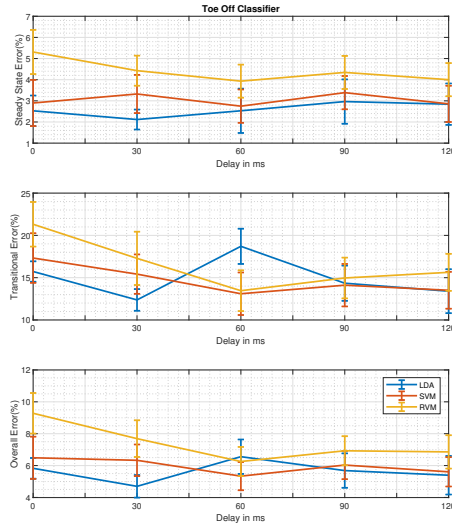 Toe Off Classifier
Steady State Error(%)
7
6
5
4
3
2
1
0 30 60 90 120
Delay in ms
Transitional Error(%)
25
20
15
10
0 30 60 90 120
Delay in ms
Overall Error(%)
12
10
8
6
4
LDA
SVM
RVM
0 30 60 90 120
Delay in ms